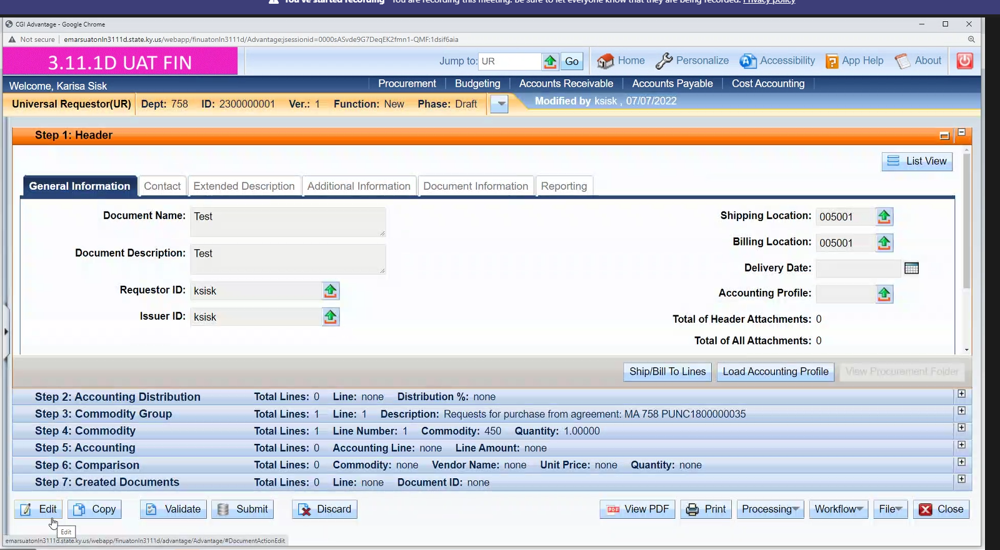 You've started recording You are recording this meeting. Be sure to let everyone know that they are being recorded. Privacy policy
CGI Advantage - Google Chrome
Not secure emarsuatonln3111d.state.ky.us/webapp/finuatonln3111d/Advantage;jsessionid=0000sASvde9G7DeqEK2fmn1-QMF:1dsif6aia
3.11.1D UAT FIN
Jump to: UR Go Home Personalize Accessibility App Help About
Welcome, Karisa Sisk Procurement Budgeting Accounts Receivable Accounts Payable Cost Accounting
Universal Requestor(UR) Dept: 758 ID: 2300000001 Ver.: 1 Function: New Phase: Draft Modified by ksisk , 07/07/2022
Step 1: Header
List View
General Information Contact Extended Description Additional Information Document Information Reporting
Document Name: Test Shipping Location: 005001
Billing Location: 005001
Document Description: Test
Delivery Date:
Requestor ID: ksisk Accounting Profile:
Issuer ID: ksisk Total of Header Attachments: 0
Total of All Attachments: 0
Ship/Bill To Lines Load Accounting Profile View Procurement Folder
Step 2: Accounting Distribution Total Lines: 0 Line: none Distribution %: none
Step 3: Commodity Group Total Lines: 1 Line: 1 Description: Requests for purchase from agreement: MA 758 PUNC1800000035
Step 4: Commodity Total Lines: 1 Line Number: 1 Commodity: 450 Quantity: 1.00000
Step 5: Accounting Total Lines: 0 Accounting Line: none Line Amount: none
Step 6: Comparison Total Lines: 0 Commodity: none Vendor Name: none Unit Price: none Quantity: none
Step 7: Created Documents Total Lines: 0 Line: none Document ID: none
Edit Copy Validate Submit Discard View PDF Print Processing Workflow File Close
Edit
emarsuatonln3111d.state.ky.us/webapp/finuatonln3111d/advantage/Advantage/#DocumentActionEdit